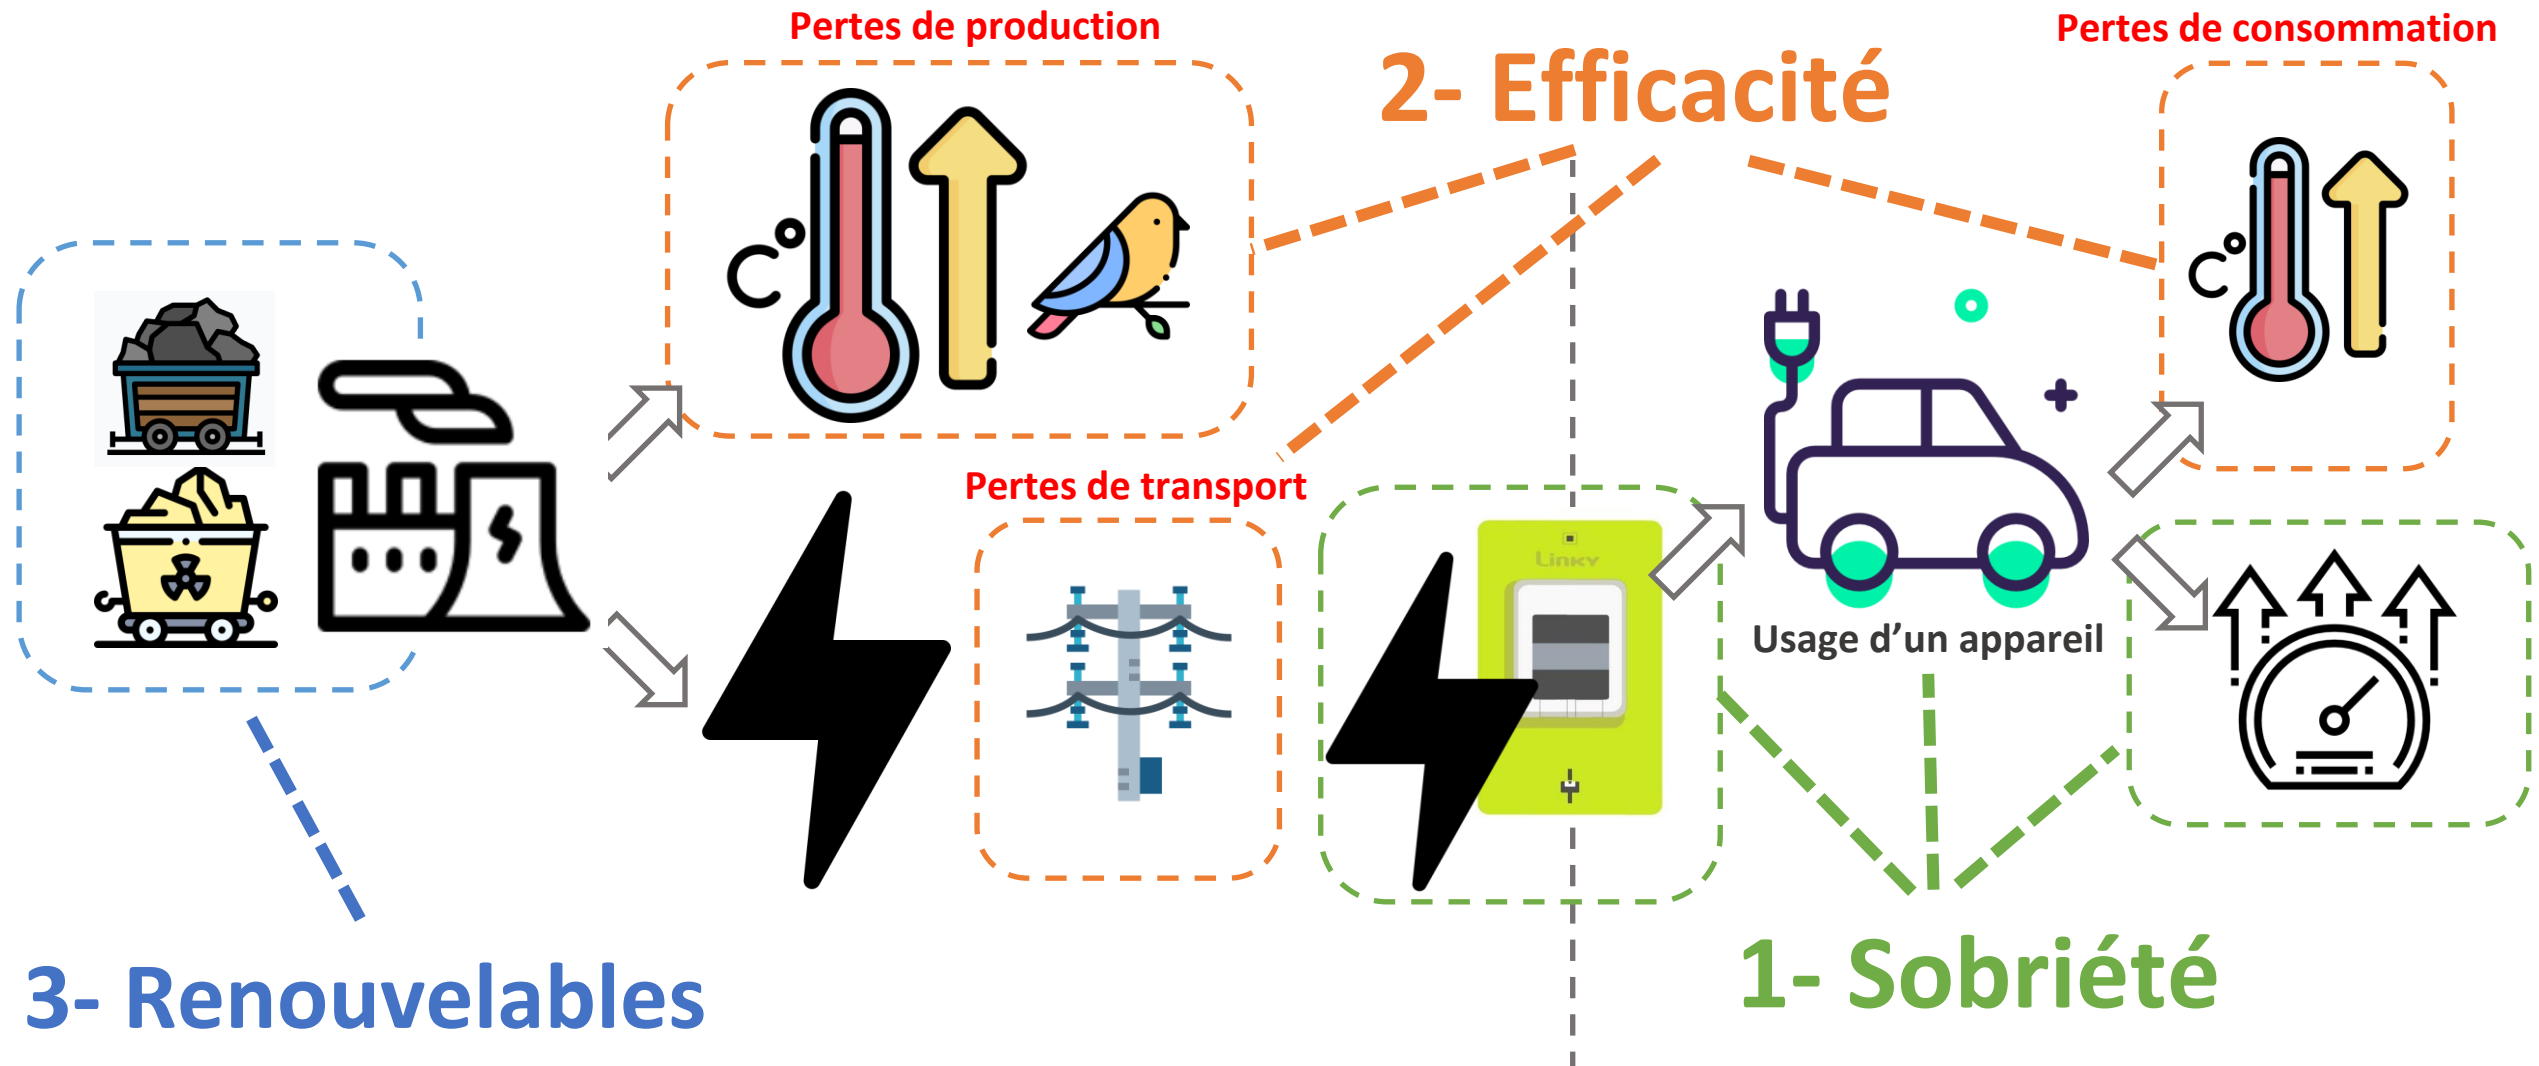 Pertes de production
Pertes de consommation
2- Efficacité
C°
C°
Pertes de transport
Linky
Usage d’un appareil
1- Sobriété
3- Renouvelables